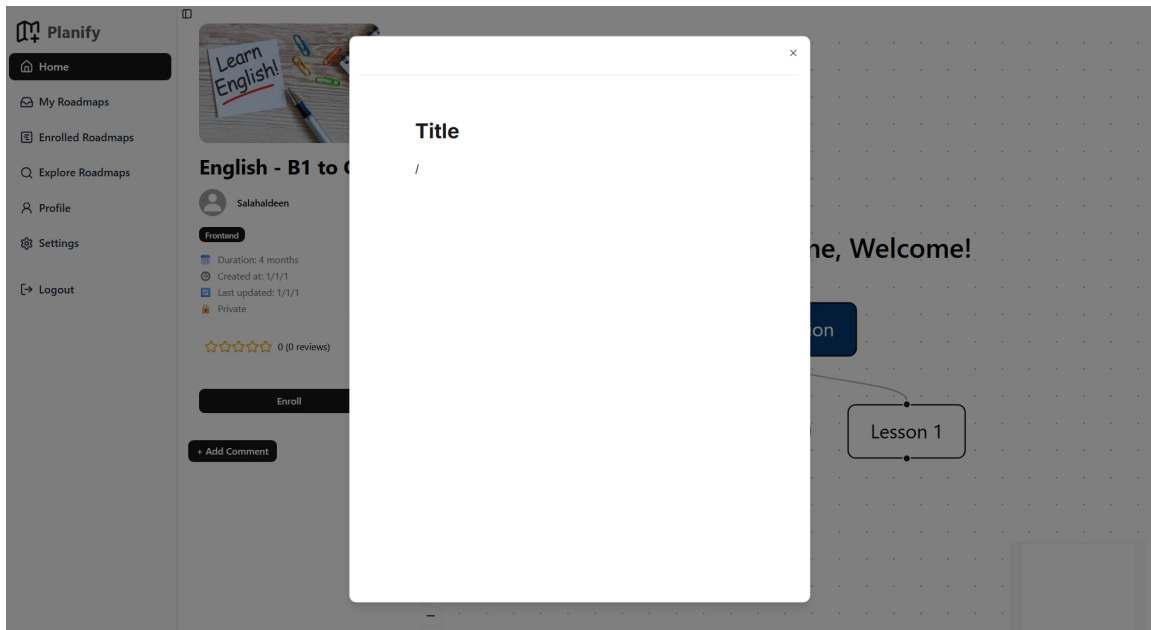 Planify
Home
My Roadmaps
Enrolled Roadmaps
Explore Roadmaps
Profile
Settings
Logout
Learn
English!
English - B1 to
Salahaldeen
Frontend
Duration: 4 months
Created at: 1/1/1
Last updated: 1/1/1
Private
0 (0 reviews)
Enroll
+ Add Comment
×
Title
/
me, Welcome!
ion
Lesson 1